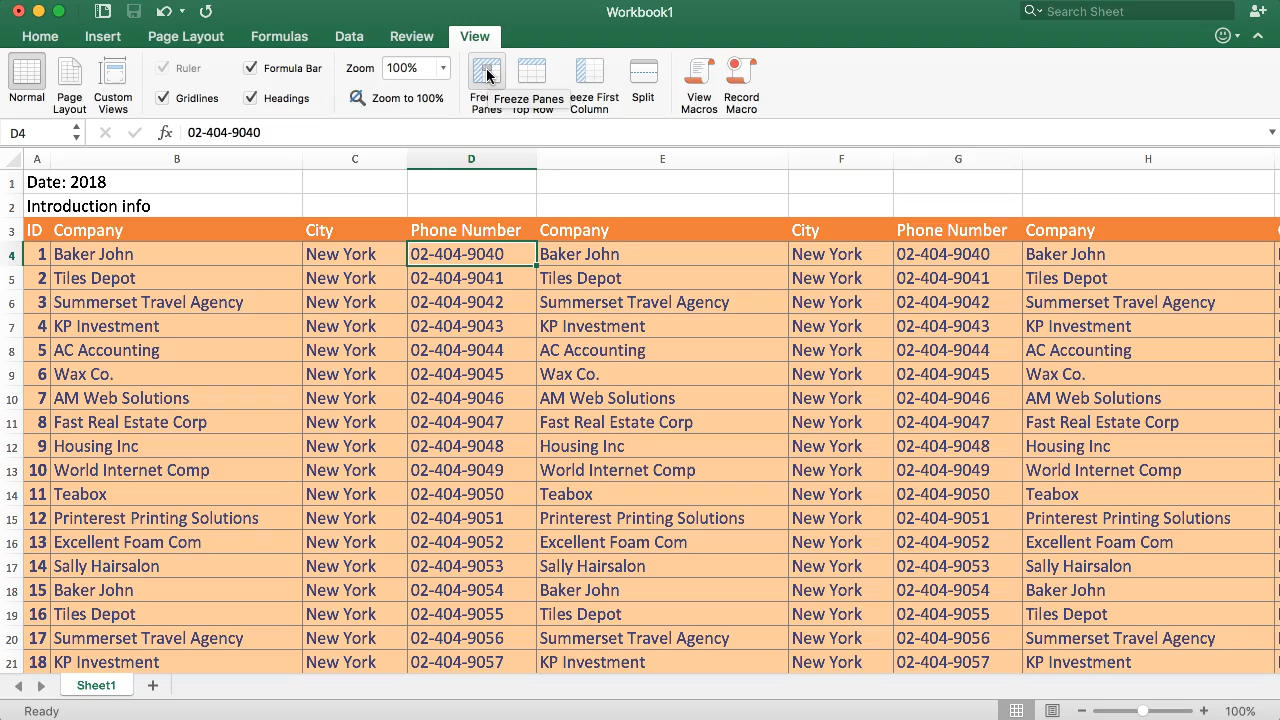 Workbook1
Search Sheet
Home Insert Page Layout Formulas Data Review View
Normal
Page Layout
Custom Views
Ruler
Formula Bar
Gridlines
Headings
Zoom 100%
Zoom to 100%
Panes
Freeze Panes
Top Row
eeze First Column
Split
View Macros
Record Macro
D4 fx 02-404-9040
A B C D E F G H
1 Date: 2018
2 Introduction info
3 ID Company City Phone Number Company City Phone Number Company
4 1 Baker John New York 02-404-9040 Baker John New York 02-404-9040 Baker John
5 2 Tiles Depot New York 02-404-9041 Tiles Depot New York 02-404-9041 Tiles Depot
6 3 Summerset Travel Agency New York 02-404-9042 Summerset Travel Agency New York 02-404-9042 Summerset Travel Agency
7 4 KP Investment New York 02-404-9043 KP Investment New York 02-404-9043 KP Investment
8 5 AC Accounting New York 02-404-9044 AC Accounting New York 02-404-9044 AC Accounting
9 6 Wax Co. New York 02-404-9045 Wax Co. New York 02-404-9045 Wax Co.
10 7 AM Web Solutions New York 02-404-9046 AM Web Solutions New York 02-404-9046 AM Web Solutions
11 8 Fast Real Estate Corp New York 02-404-9047 Fast Real Estate Corp New York 02-404-9047 Fast Real Estate Corp
12 9 Housing Inc New York 02-404-9048 Housing Inc New York 02-404-9048 Housing Inc
13 10 World Internet Comp New York 02-404-9049 World Internet Comp New York 02-404-9049 World Internet Comp
14 11 Teabox New York 02-404-9050 Teabox New York 02-404-9050 Teabox
15 12 Printerest Printing Solutions New York 02-404-9051 Printerest Printing Solutions New York 02-404-9051 Printerest Printing Solutions
16 13 Excellent Foam Com New York 02-404-9052 Excellent Foam Com New York 02-404-9052 Excellent Foam Com
17 14 Sally Hairsalon New York 02-404-9053 Sally Hairsalon New York 02-404-9053 Sally Hairsalon
18 15 Baker John New York 02-404-9054 Baker John New York 02-404-9054 Baker John
19 16 Tiles Depot New York 02-404-9055 Tiles Depot New York 02-404-9055 Tiles Depot
20 17 Summerset Travel Agency New York 02-404-9056 Summerset Travel Agency New York 02-404-9056 Summerset Travel Agency
21 18 KP Investment New York 02-404-9057 KP Investment New York 02-404-9057 KP Investment
Sheet1
Ready 100%